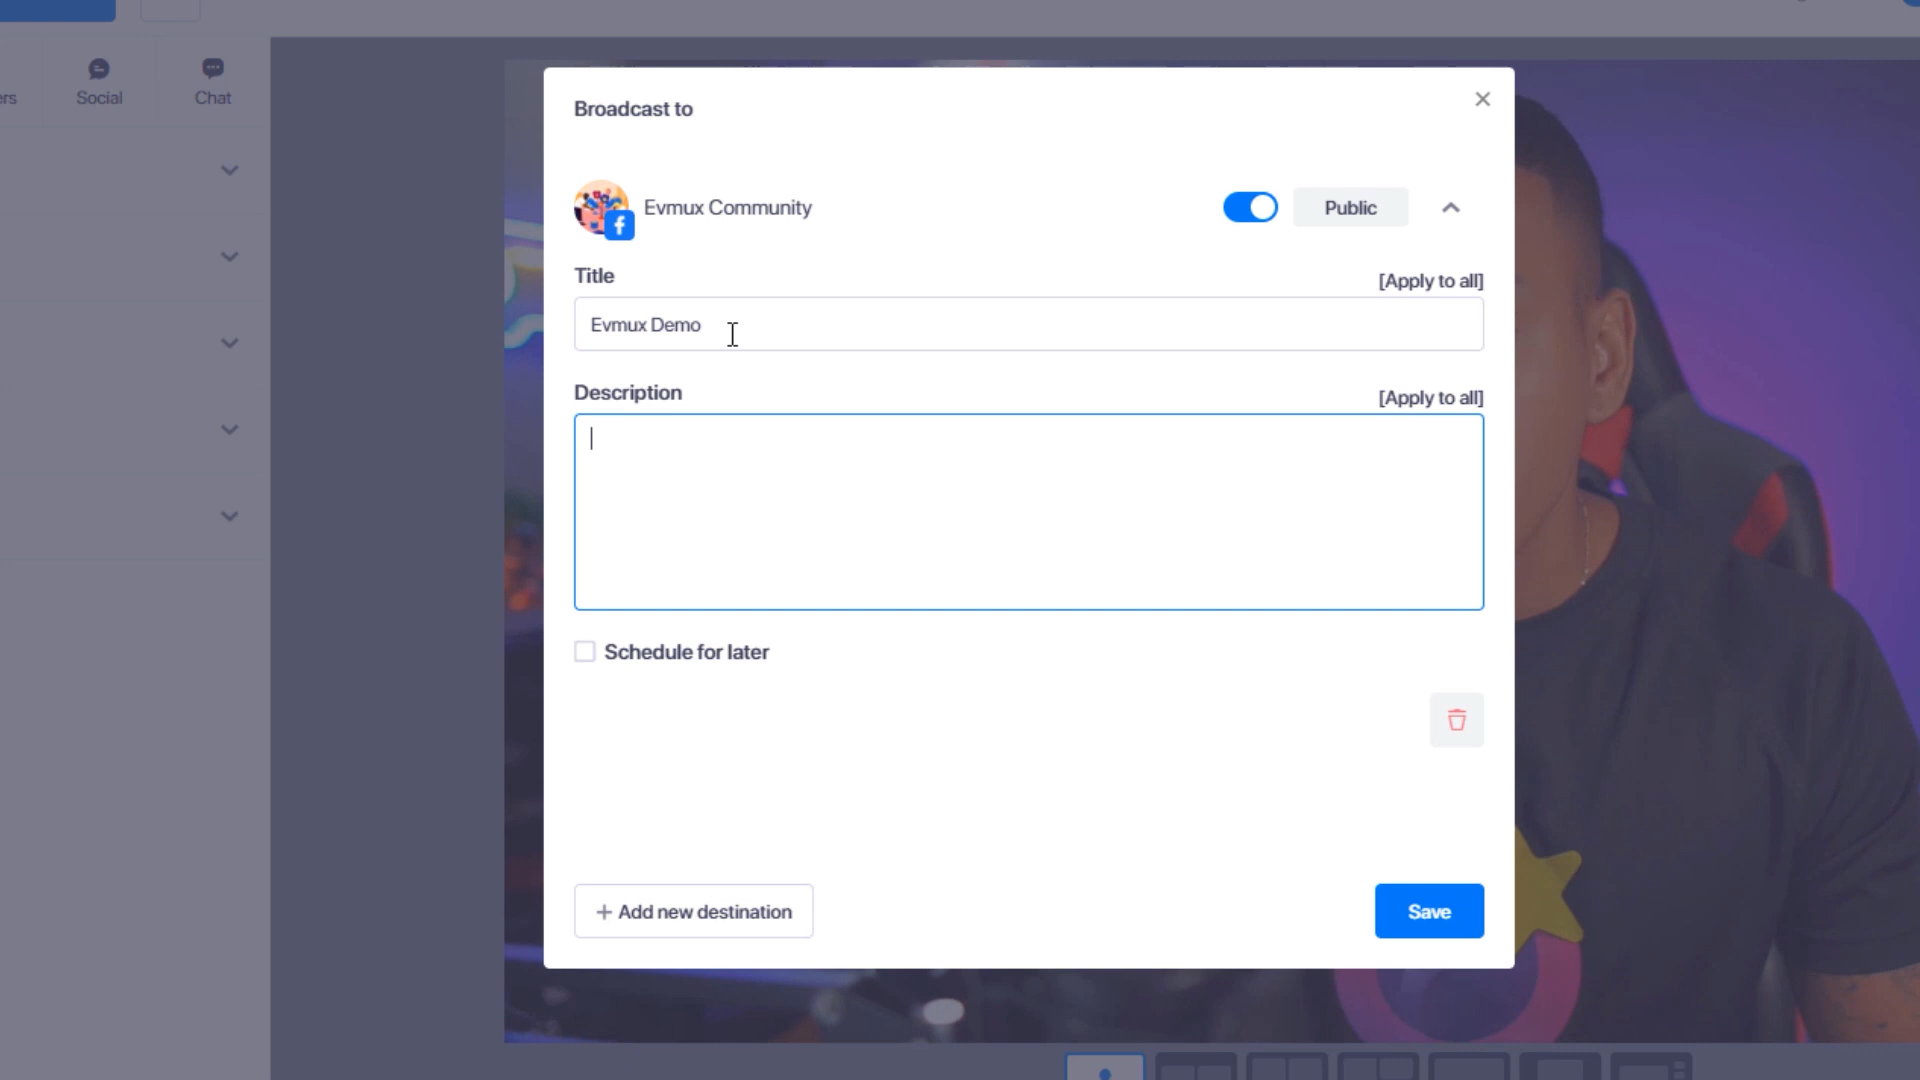 Social
Chat
Broadcast to
Evmux Community
Public
Title
[Apply to all]
Evmux Demo
Description
[Apply to all]
Schedule for later
+ Add new destination
Save